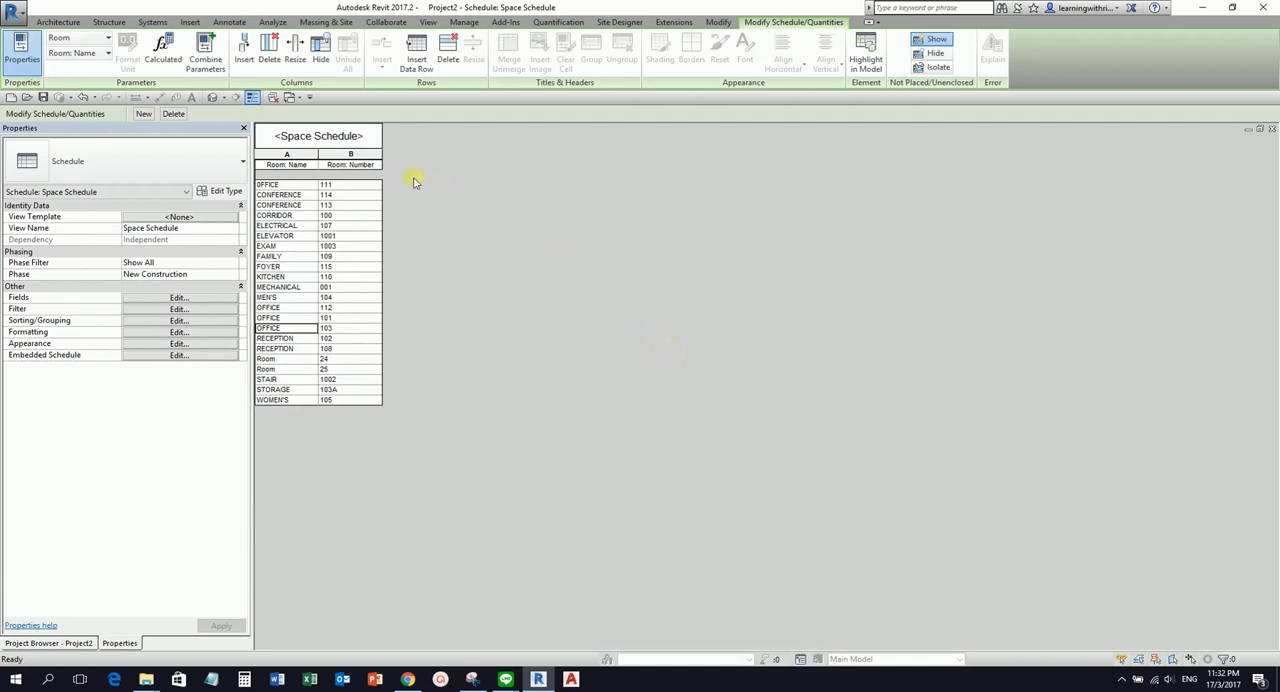 Autodesk Revit 2017.2 - Project2 - Schedule: Space Schedule
Type a keyword or phrase
learningwithri...
Architecture Structure Systems Insert Annotate Analyze Massing & Site Collaborate View Manage Add-Ins Quantification Site Designer Extensions Modify Modify Schedule/Quantities
Properties
Room
Room: Name
Format Unit
Calculated
Combine Parameters
Insert
Delete
Resize
Hide
Unhide All
Insert
Insert Data Row
Delete
Resize
Merge Unmerge
Insert Image
Clear Cell
Group
Ungroup
Shading
Borders
Reset
Font
Align Horizontal
Align Vertical
Highlight in Model
Show
Hide
Isolate
Explain
Properties Parameters Columns Rows Titles & Headers Appearance Element Not Placed/Unenclosed Error
Modify Schedule/Quantities New Delete
Properties
Schedule
Schedule: Space Schedule Edit Type
Identity Data
View Template <None>
View Name Space Schedule
Dependency Independent
Phasing
Phase Filter Show All
Phase New Construction
Other
Fields Edit...
Filter Edit...
Sorting/Grouping Edit...
Formatting Edit...
Appearance Edit...
Embedded Schedule Edit...
Properties help Apply
Project Browser - Project2 Properties
<Space Schedule>
A B
Room: Name Room: Number
0FFICE 111
CONFERENCE 114
CONFERENCE 113
CORRIDOR 100
ELECTRICAL 107
ELEVATOR 1001
EXAM 1003
FAMILY 109
FOYER 115
KITCHEN 110
MECHANICAL 001
MEN'S 104
OFFICE 112
OFFICE 101
OFFICE 103
RECEPTION 102
RECEPTION 108
Room 24
Room 25
STAIR 1002
STORAGE 103A
WOMEN'S 105
Ready
:0
Main Model
:0
ENG
11:32 PM
17/3/2017